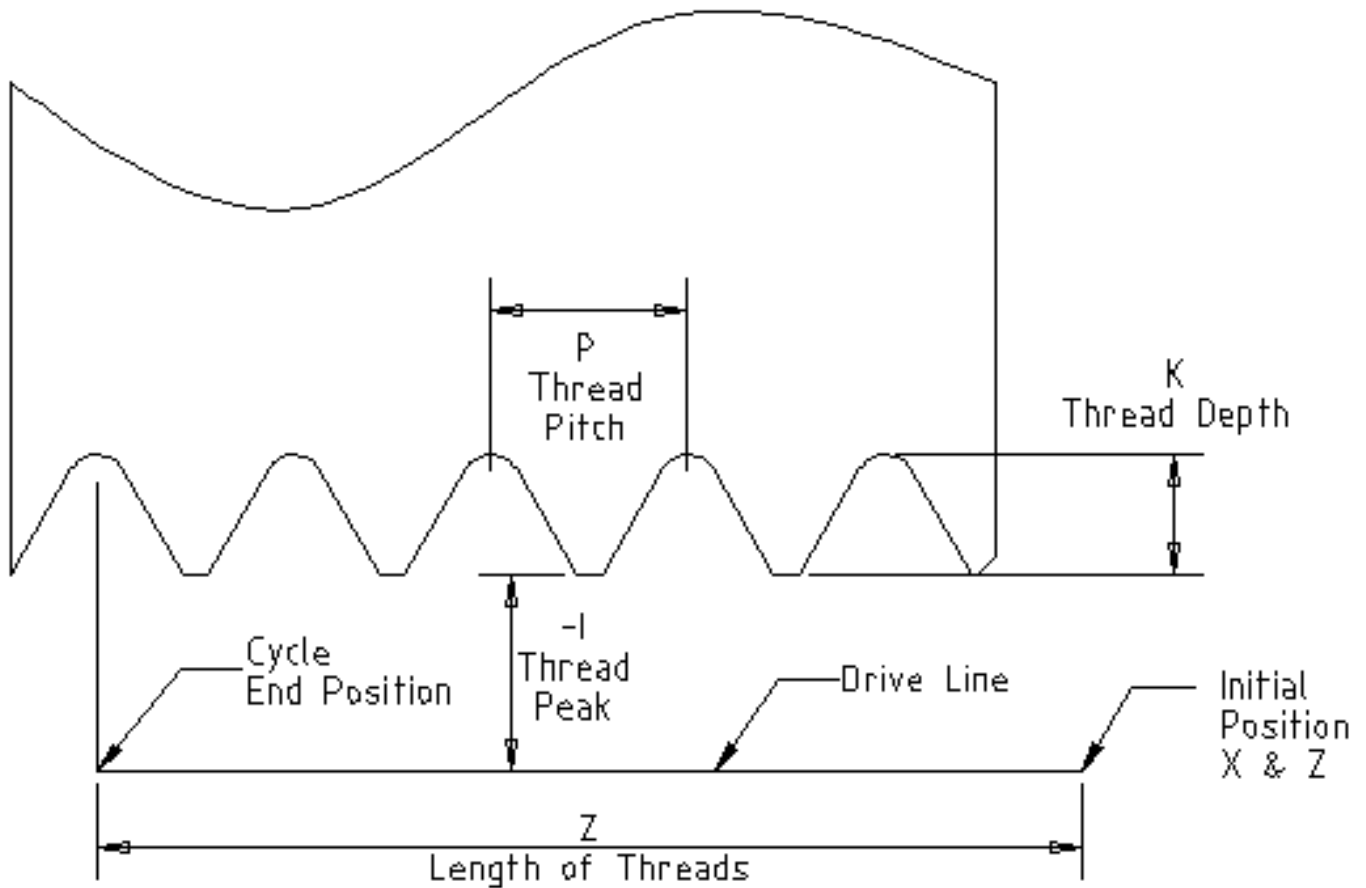 P
Thread
Pitch
K
Thread Depth
-I
Thread
Peak
Cycle
End Position
Drive Line
Initial
Position
X & Z
Z
Length of Threads